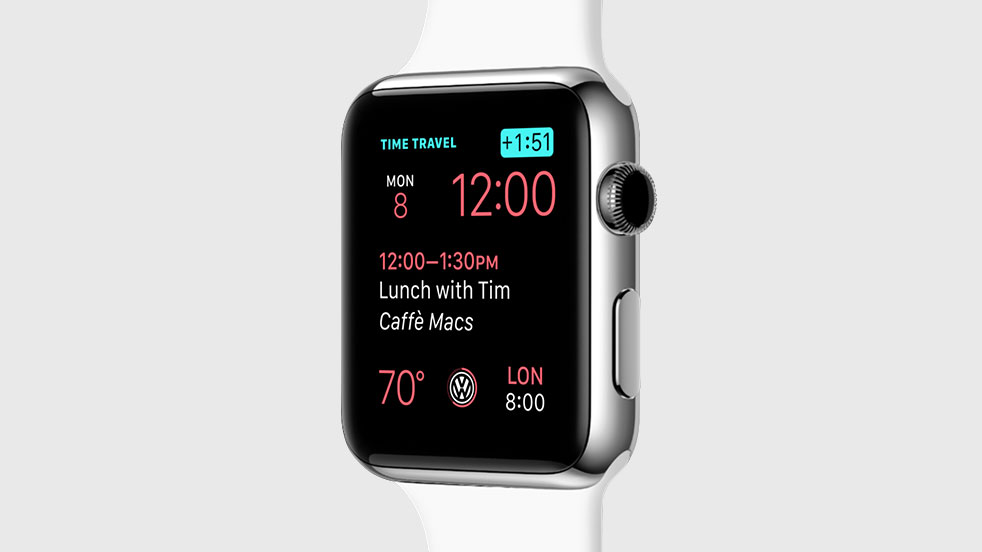 TIME TRAVEL +1:51
MON
8
12:00
12:00–1:30PM
Lunch with Tim
Caffè Macs
70°
LON
8:00